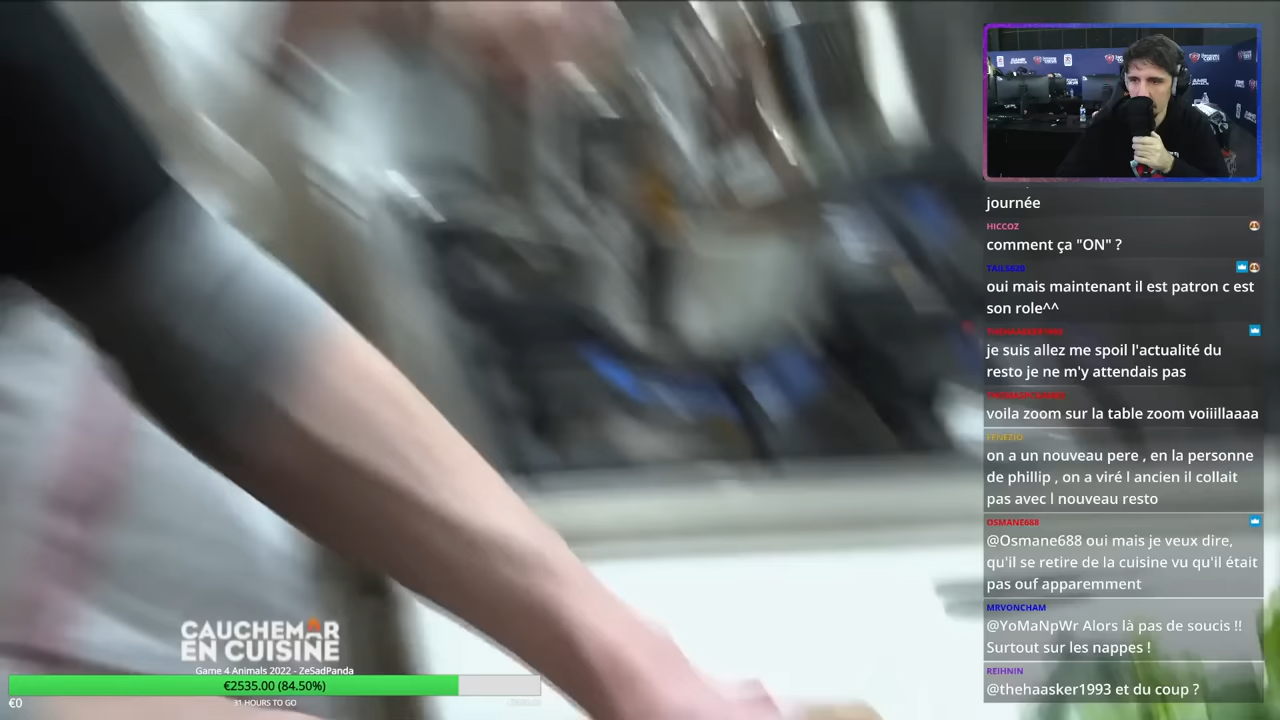 journée
HICCOZ
comment ça "ON" ?
TAILS820
oui mais maintenant il est patron c est
son role^^
je suis allez me spoil l'actualité du
resto je ne m'y attendais pas
voila zoom sur la table zoom voiiillaaaa
FENEZIO
on a un nouveau pere , en la personne
de phillip , on a viré l ancien il collait
pas avec l nouveau resto
OSMANE688
@Osmane688 oui mais je veux dire,
qu'il se retire de la cuisine vu qu'il était
pas ouf apparemment
MRVONCHAM
@YoMaNpWr Alors là pas de soucis !!
Surtout sur les nappes !
REIHNIN
@thehaasker1993 et du coup ?
CAUCHEMAR
EN CUISINE
Game 4 Animals 2022 - ZeSadPanda
€2535.00 (84.50%)
€0
31 HOURS TO GO